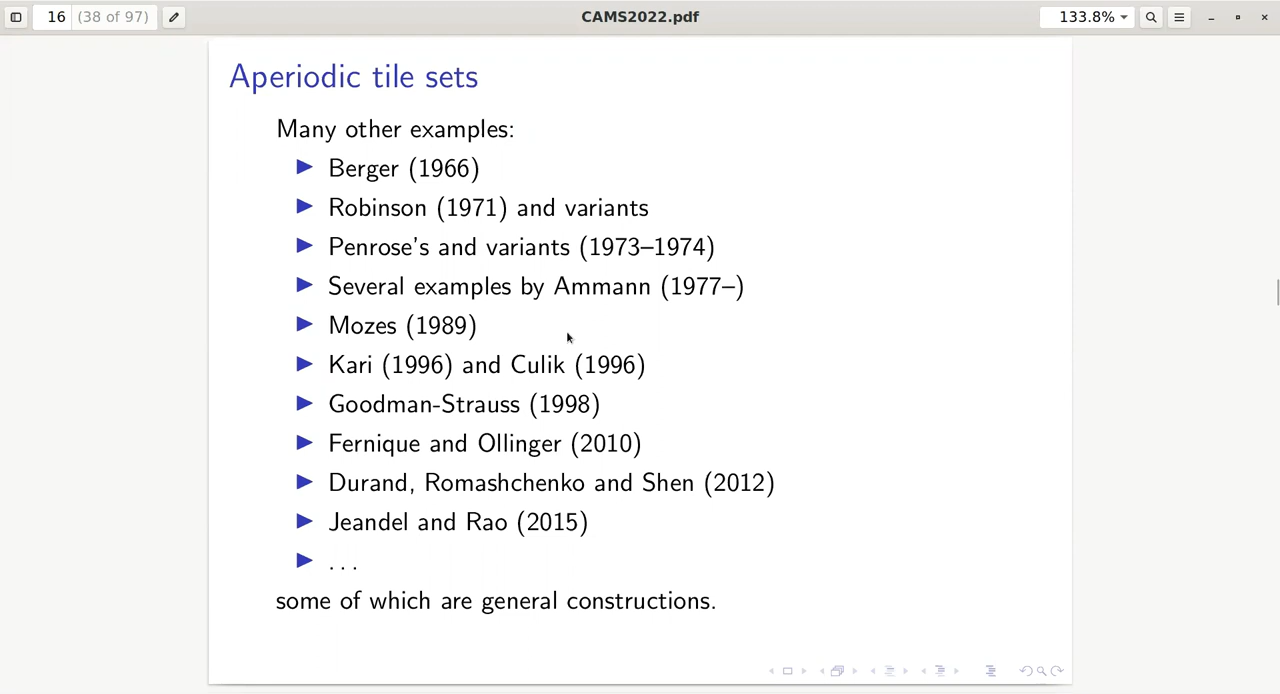 16 (38 of 97) CAMS2022.pdf 133.8%
Aperiodic tile sets
Many other examples:
▶ Berger (1966)
▶ Robinson (1971) and variants
▶ Penrose's and variants (1973–1974)
▶ Several examples by Ammann (1977–)
▶ Mozes (1989)
▶ Kari (1996) and Culik (1996)
▶ Goodman-Strauss (1998)
▶ Fernique and Ollinger (2010)
▶ Durand, Romashchenko and Shen (2012)
▶ Jeandel and Rao (2015)
▶ ...
some of which are general constructions.